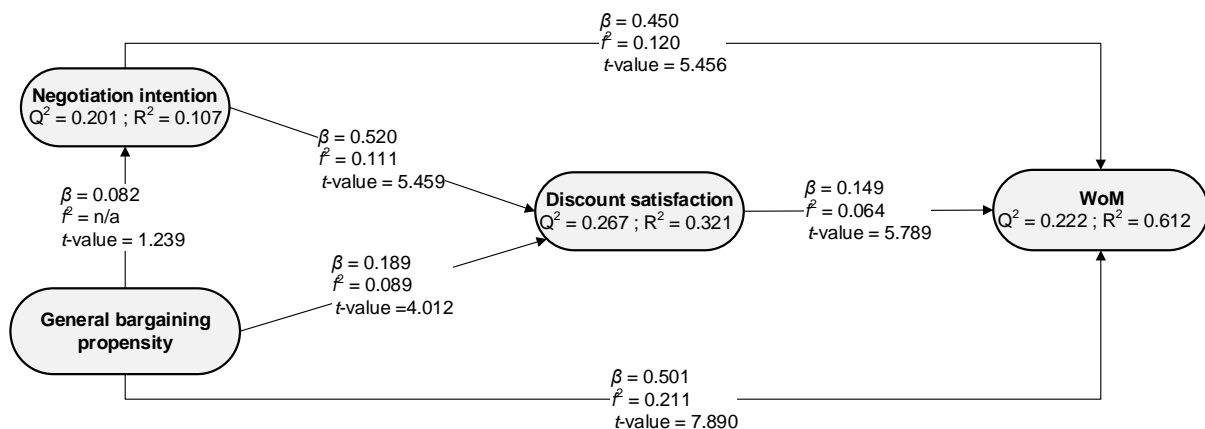 β = 0.450
f² = 0.120
t-value = 5.456
Negotiation intention
Q² = 0.201 ; R² = 0.107
β = 0.520
f² = 0.111
t-value = 5.459
β = 0.082
f² = n/a
t-value = 1.239
Discount satisfaction
Q² = 0.267 ; R² = 0.321
β = 0.149
f² = 0.064
t-value = 5.789
WoM
Q² = 0.222 ; R² = 0.612
β = 0.189
f² = 0.089
t-value =4.012
General bargaining
propensity
β = 0.501
f² = 0.211
t-value = 7.890